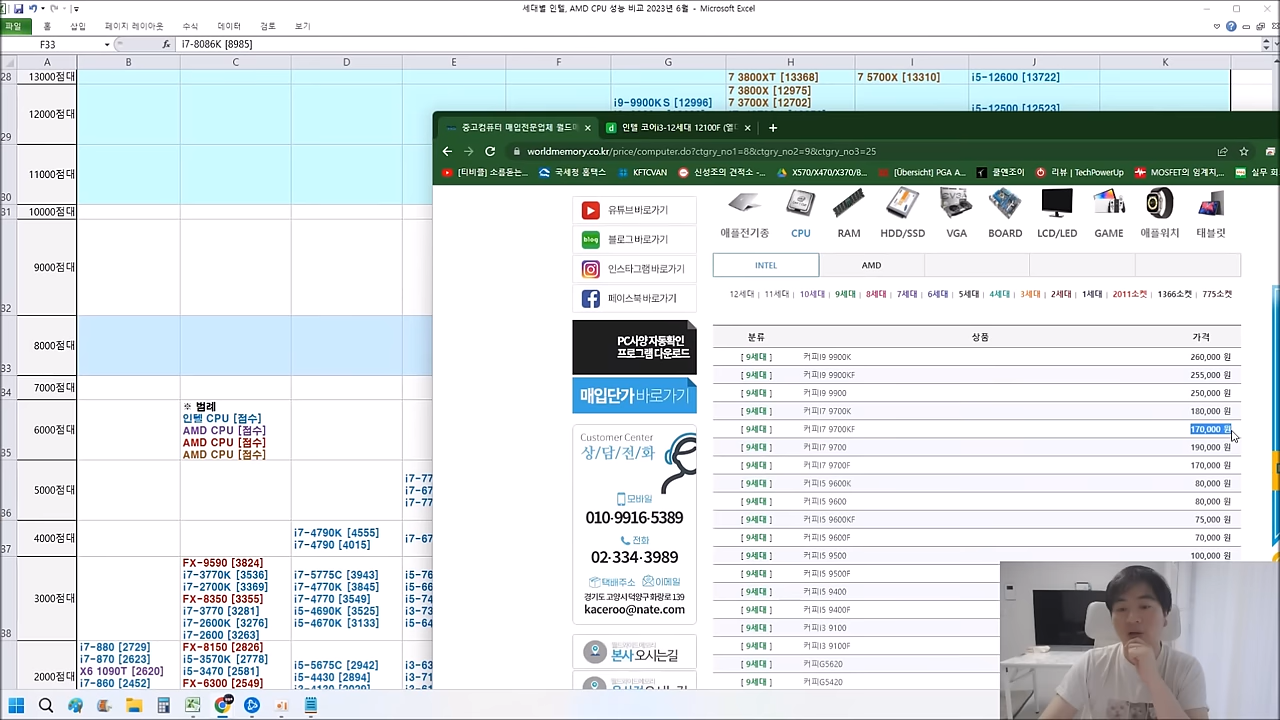 세대별 인텔, AMD CPU 성능 비교 2023년 6월 - Microsoft Excel
파일 홈 삽입 페이지 레이아웃 수식 데이터 검토 보기
F33 fx i7-8086K [8985]
A B C D E F G H I J K
28 13000점대 7 3800XT [13368] 7 5700X [13310] i5-12600 [13722]
7 3800X [12975]
29 12000점대 i9-9900KS [12996] 7 3700X [12702] i5-12500 [12523]
30 11000점대
31 10000점대
32 9000점대
33 8000점대
34 7000점대
※ 범례
인텔 CPU [점수]
35 6000점대 AMD CPU [점수]
AMD CPU [점수]
AMD CPU [점수]
36 5000점대 i7-77
i7-67
i7-77
37 4000점대 i7-4790K [4555]
i7-4790 [4015] i7-67
38 3000점대 FX-9590 [3824]
i7-3770K [3536] i7-5775C [3943] i5-76
i7-2700K [3369] i7-4770K [3845] i5-75
FX-8350 [3355] i7-4770 [3549] i5-74
i7-3770 [3281] i5-4690K [3525] i3-73
i7-2600K [3276] i5-4670K [3133] i5-64
i7-2600 [3263]
2000점대 i7-880 [2729] FX-8150 [2826]
i7-870 [2623] i5-3570K [2778] i5-5675C [2942] i3-63
X6 1090T [2620] i5-3470 [2581] i5-4430 [2894]
i7-860 [2452] FX-6300 [2549]
중고컴퓨터 매입전문업체 월드메 인텔 코어i3-12세대 12100F (엘더
worldmemory.co.kr/price/computer.do?ctgry_no1=8&ctgry_no2=9&ctgry_no3=25
[티비플] 소름돋는... 국세청 홈택스 KFTCVAN 신성조의 견적소 -... X570/X470/X370/B... [Übersicht] PGA A... 쿨엔조이 리뷰 | TechPowerUp MOSFET의 임계지,... 실무 회
유튜브 바로가기
블로그 바로가기
인스타그램 바로가기
페이스북 바로가기
PC사양 자동확인
프로그램 다운로드
매입단가 바로가기
Customer Center
상/담/전/화
모바일
010·9916·5389
전화
02·334·3989
택배주소 이메일
경기도 고양시 덕양구 화랑로 139
kaceroo@nate.com
본사 오시는길
애플전기종 CPU RAM HDD/SSD VGA BOARD LCD/LED GAME 애플워치 태블릿
INTEL AMD
12세대 | 11세대 | 10세대 | 9세대 | 8세대 | 7세대 | 6세대 | 5세대 | 4세대 | 3세대 | 2세대 | 1세대 | 2011소켓 | 1366소켓 | 775소켓
분류 상품 가격
[ 9세대 ] 커피I9 9900K 260,000 원
[ 9세대 ] 커피I9 9900KF 255,000 원
[ 9세대 ] 커피I9 9900 250,000 원
[ 9세대 ] 커피I7 9700K 180,000 원
[ 9세대 ] 커피I7 9700KF 170,000 원
[ 9세대 ] 커피I7 9700 190,000 원
[ 9세대 ] 커피I7 9700F 170,000 원
[ 9세대 ] 커피I5 9600K 80,000 원
[ 9세대 ] 커피I5 9600 80,000 원
[ 9세대 ] 커피I5 9600KF 75,000 원
[ 9세대 ] 커피I5 9600F 70,000 원
[ 9세대 ] 커피I5 9500 100,000 원
[ 9세대 ] 커피I5 9500F
[ 9세대 ] 커피I5 9400
[ 9세대 ] 커피I5 9400F
[ 9세대 ] 커피I3 9100
[ 9세대 ] 커피I3 9100F
[ 9세대 ] 커피G5620
[ 9세대 ] 커피G5420